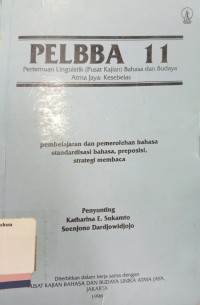 PELBBA 11
Pertemuan Linguistik (Pusat Kajian) Bahasa dan Budaya
Atma Jaya: Kesebelas
pembelajaran dan pemerolehan bahasa
standardisasi bahasa, preposisi,
strategi membaca
Penyunting
Katharina E. Sukamto
Soenjono Dardjowidjojo
Diterbitkan dalam kerja sama dengan
PUSAT KAJIAN BAHASA DAN BUDAYA UNIKA ATMA JAYA
JAKARTA
1998